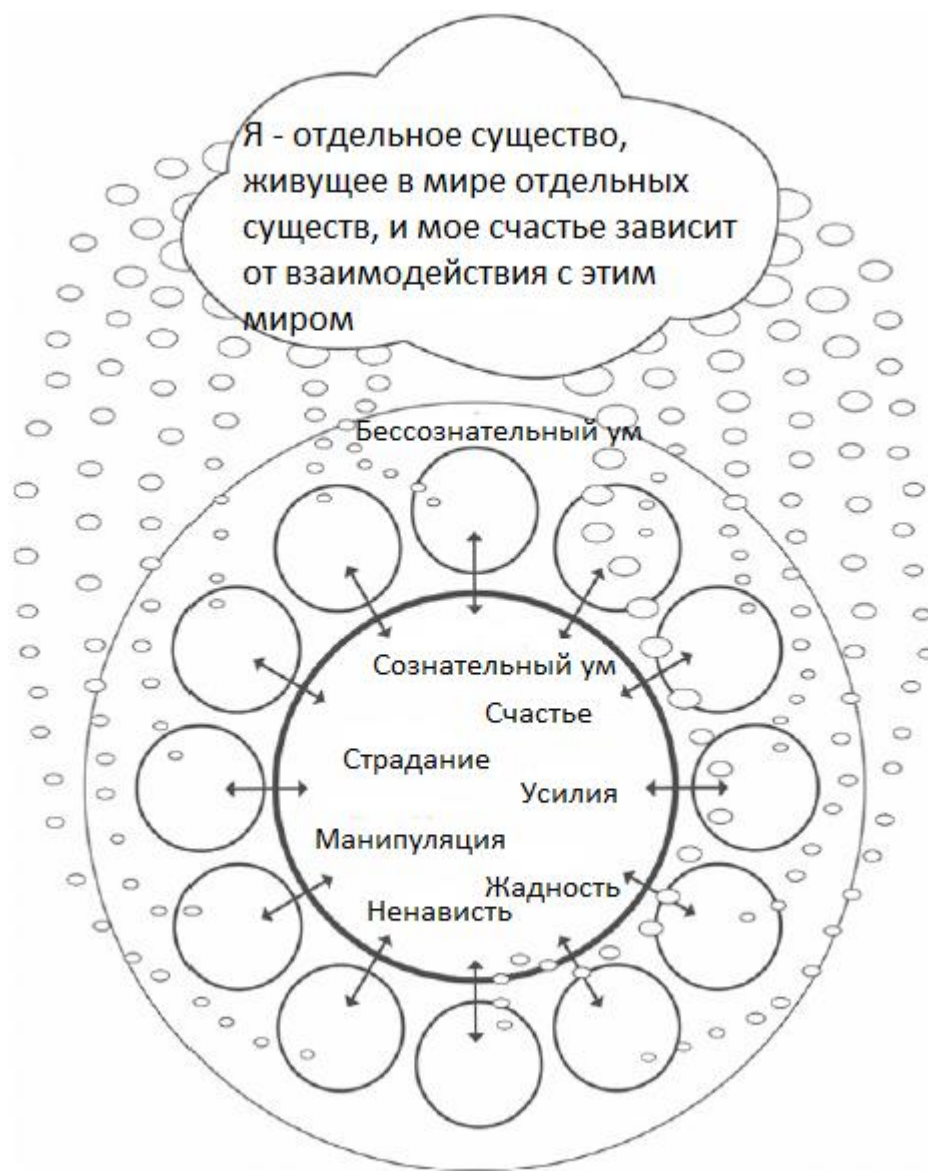 Я - отдельное существо,
живущее в мире отдельных
существ, и мое счастье зависит
от взаимодействия с этим
миром
Бессознательный ум
Сознательный ум
Счастье
Страдание
Усилия
Манипуляция
Жадность
Ненависть